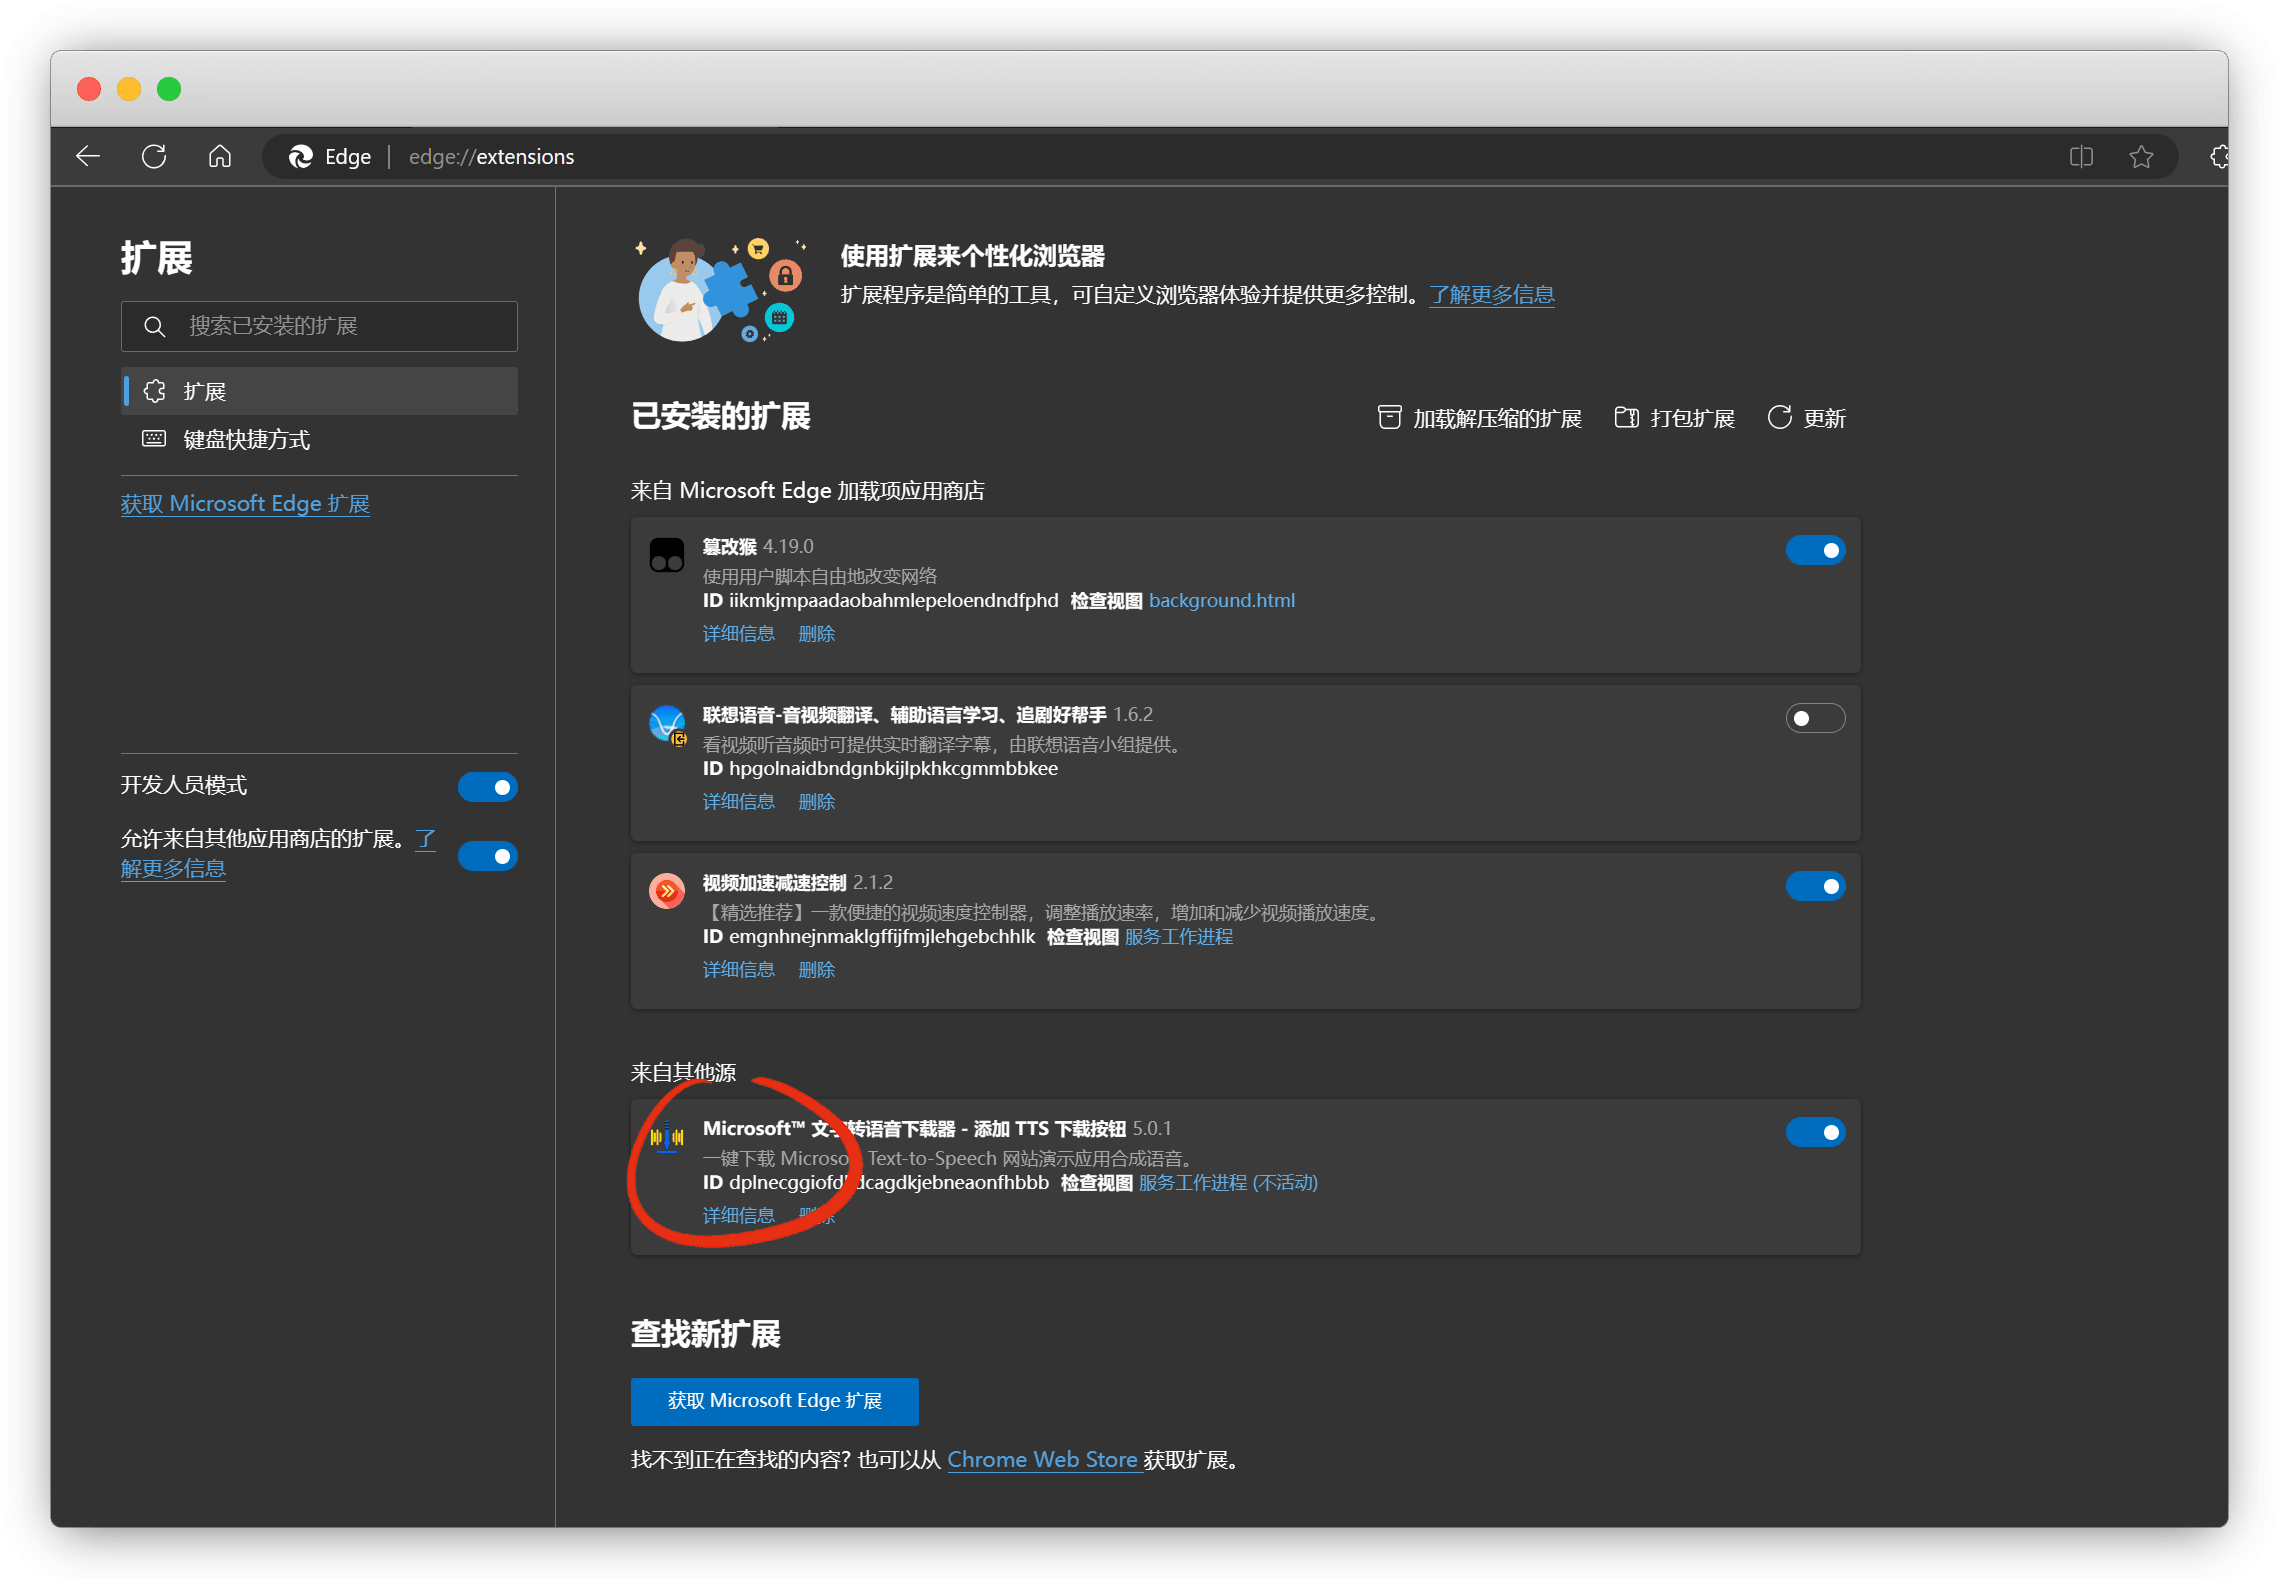 Edge
edge://extensions
扩展
搜索已安装的扩展
扩展
键盘快捷方式
获取 Microsoft Edge 扩展
开发人员模式
允许来自其他应用商店的扩展。了
解更多信息
使用扩展来个性化浏览器
扩展程序是简单的工具，可自定义浏览器体验并提供更多控制。了解更多信息
已安装的扩展
加载解压缩的扩展
打包扩展
更新
来自 Microsoft Edge 加载项应用商店
篡改猴 4.19.0
使用用户脚本自由地改变网络
ID iikmkjmpaadaobahmlepeloendndfphd 检查视图 background.html
详细信息 删除
联想语音-音视频翻译、辅助语言学习、追剧好帮手 1.6.2
看视频听音频时可提供实时翻译字幕，由联想语音小组提供。
ID hpgolnaidbndgnbkijlpkhkcgmmbbkee
详细信息 删除
视频加速减速控制 2.1.2
【精选推荐】一款便捷的视频速度控制器，调整播放速率，增加和减少视频播放速度。
ID emgnhnejnmaklgffijfmjlehgebchhlk 检查视图 服务工作进程
详细信息 删除
来自其他源
Microsoft™ 文字转语音下载器 - 添加 TTS 下载按钮 5.0.1
一键下载 Microsoft Text-to-Speech 网站演示应用合成语音。
ID 检查视图 服务工作进程 (不活动)
详细信息 删除
查找新扩展
获取 Microsoft Edge 扩展
找不到正在查找的内容? 也可以从 Chrome Web Store 获取扩展。